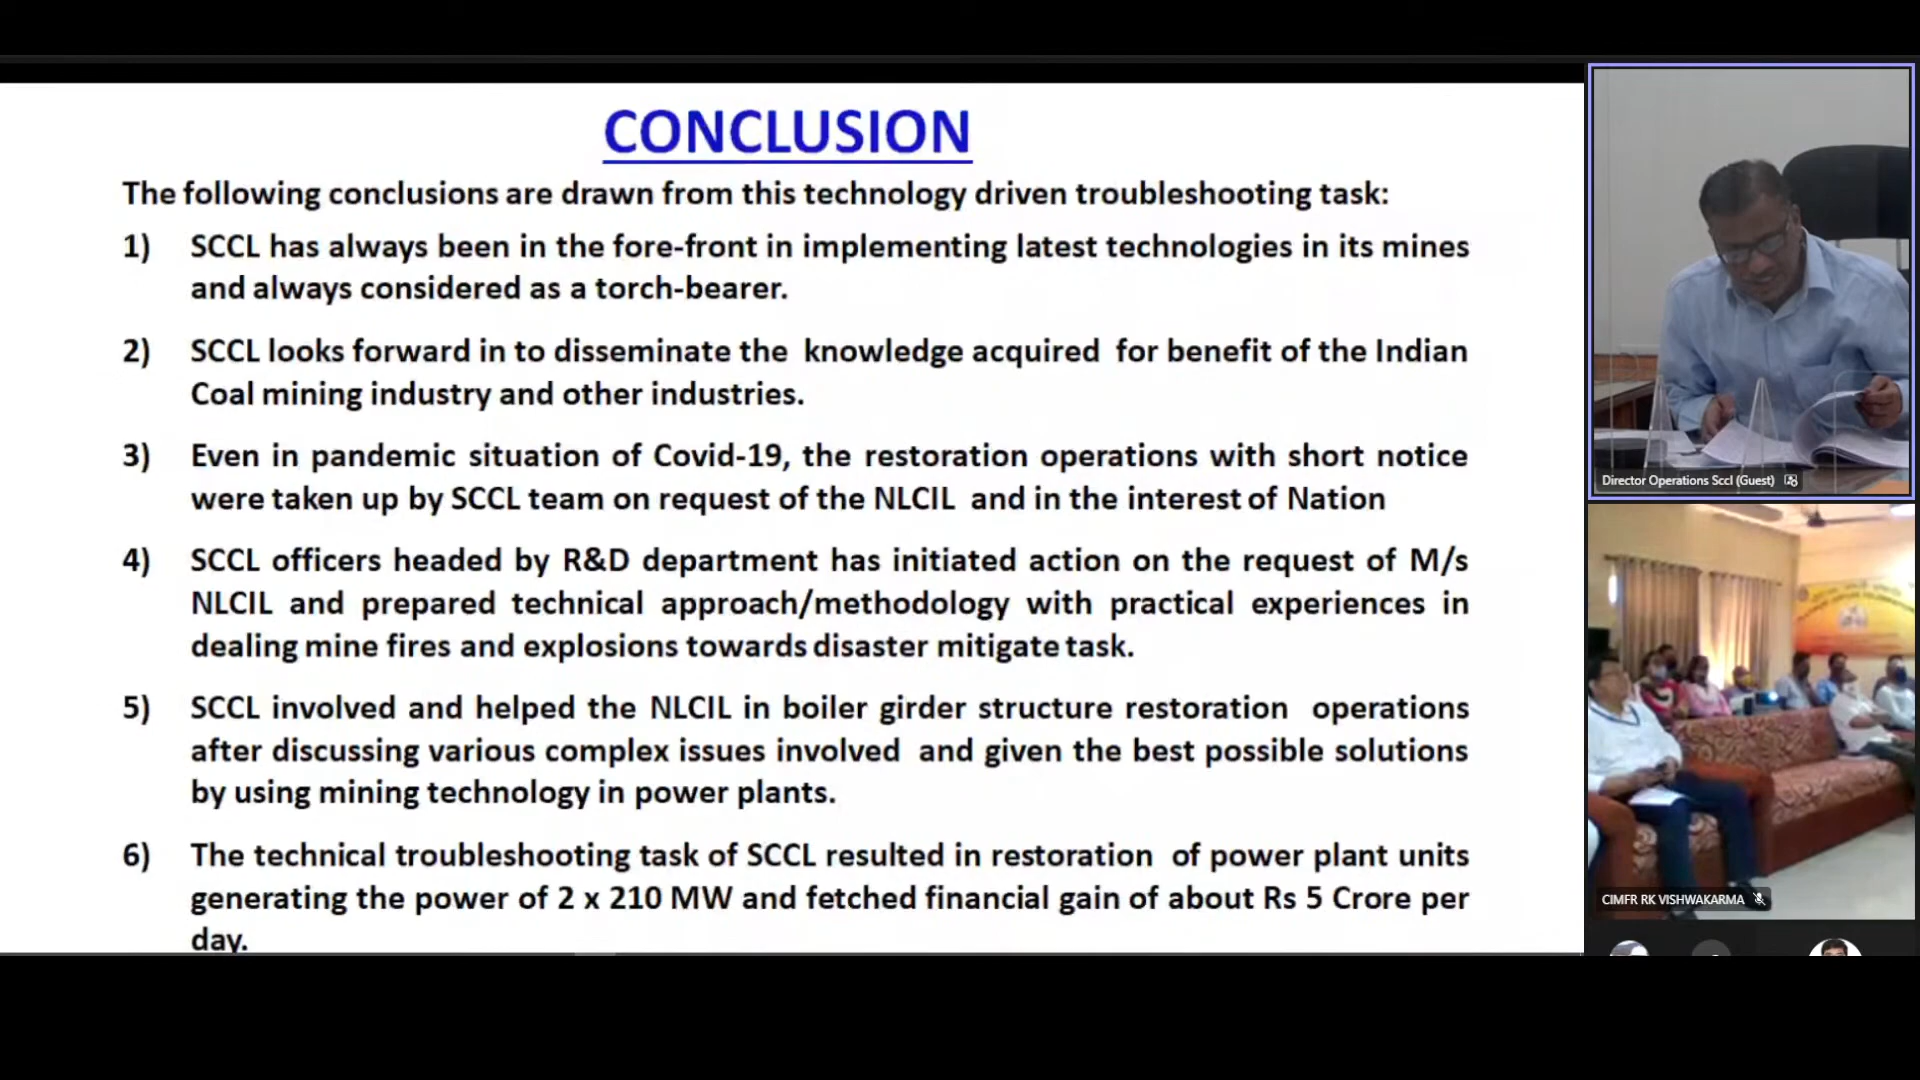 CONCLUSION
The following conclusions are drawn from this technology driven troubleshooting task:
1) SCCL has always been in the fore-front in implementing latest technologies in its mines
and always considered as a torch-bearer.
2) SCCL looks forward in to disseminate the knowledge acquired for benefit of the Indian
Coal mining industry and other industries.
3) Even in pandemic situation of Covid-19, the restoration operations with short notice
were taken up by SCCL team on request of the NLCIL and in the interest of Nation
4) SCCL officers headed by R&D department has initiated action on the request of M/s
NLCIL and prepared technical approach/methodology with practical experiences in
dealing mine fires and explosions towards disaster mitigate task.
5) SCCL involved and helped the NLCIL in boiler girder structure restoration operations
after discussing various complex issues involved and given the best possible solutions
by using mining technology in power plants.
6) The technical troubleshooting task of SCCL resulted in restoration of power plant units
generating the power of 2 x 210 MW and fetched financial gain of about Rs 5 Crore per
day.
Director Operations Sccl (Guest)
CIMFR RK VISHWAKARMA